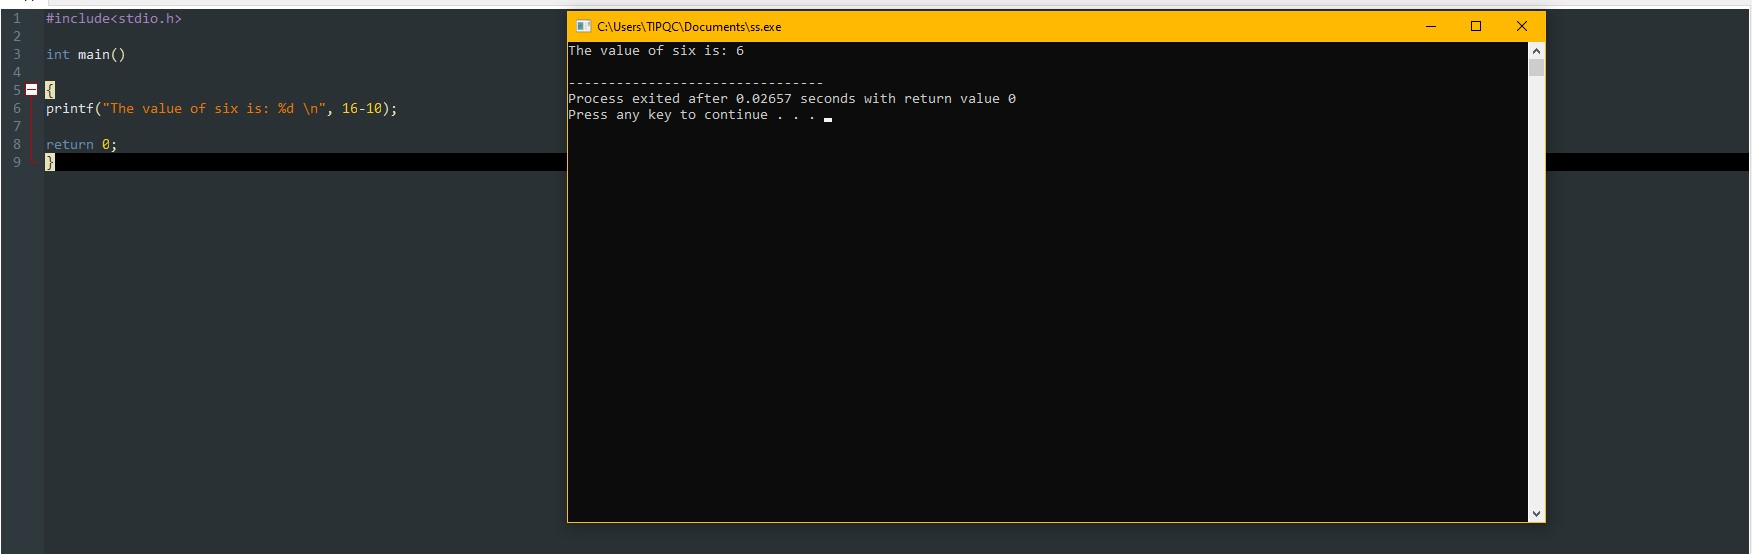 1 #include<stdio.h>
2
3 int main()
4
5 {
6 printf("The value of six is: %d \n", 16-10);
7
8 return 0;
9 }
C:\Users\TIPQC\Documents\ss.exe
The value of six is: 6
--------------------------------
Process exited after 0.02657 seconds with return value 0
Press any key to continue . . .